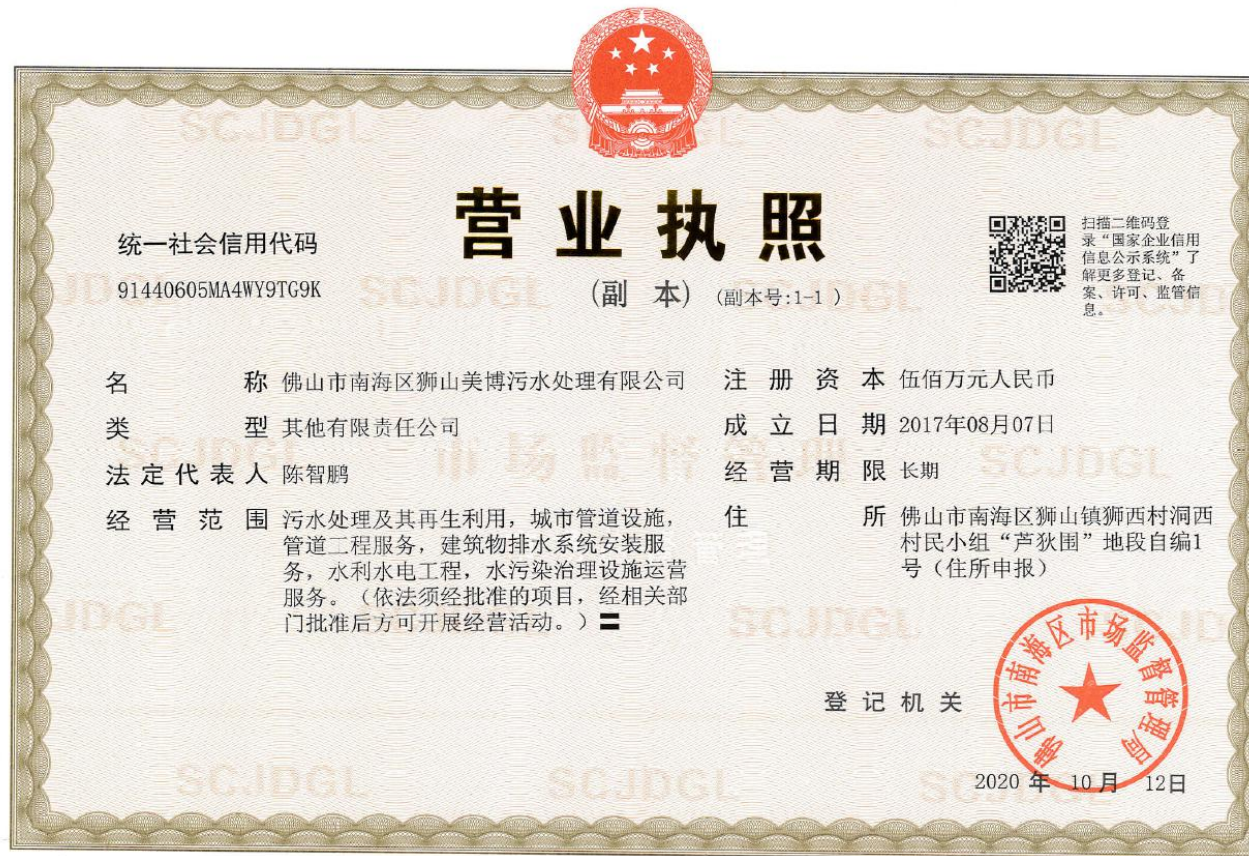 营业执照
(副 本) (副本号:1-1 )
统一社会信用代码
91440605MA4WY9TG9K
扫描二维码登
录“国家企业信用
信息公示系统”了
解更多登记、备
案、许可、监管信
息。
名 称 佛山市南海区狮山美博污水处理有限公司
类 型 其他有限责任公司
法定代表人 陈智鹏
经营范围 污水处理及其再生利用,城市管道设施,
管道工程服务,建筑物排水系统安装服
务,水利水电工程,水污染治理设施运营
服务。(依法须经批准的项目,经相关部
门批准后方可开展经营活动。)〓
注册资本 伍佰万元人民币
成立日期 2017年08月07日
经营期限 长期
住 所 佛山市南海区狮山镇狮西村洞西
村民小组“芦狄围”地段自编1
号(住所申报)
登记机关
佛山市南海区市场监督管理局
2020 年 10 月 12日
SCJDGL
市场监督管理